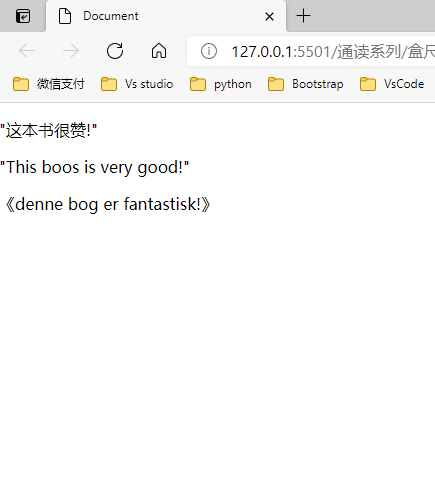 Document
127.0.0.1:5501/通读系列/盒尺
微信支付 Vs studio python Bootstrap VsCode
"这本书很赞!"
"This boos is very good!"
《denne bog er fantastisk!》